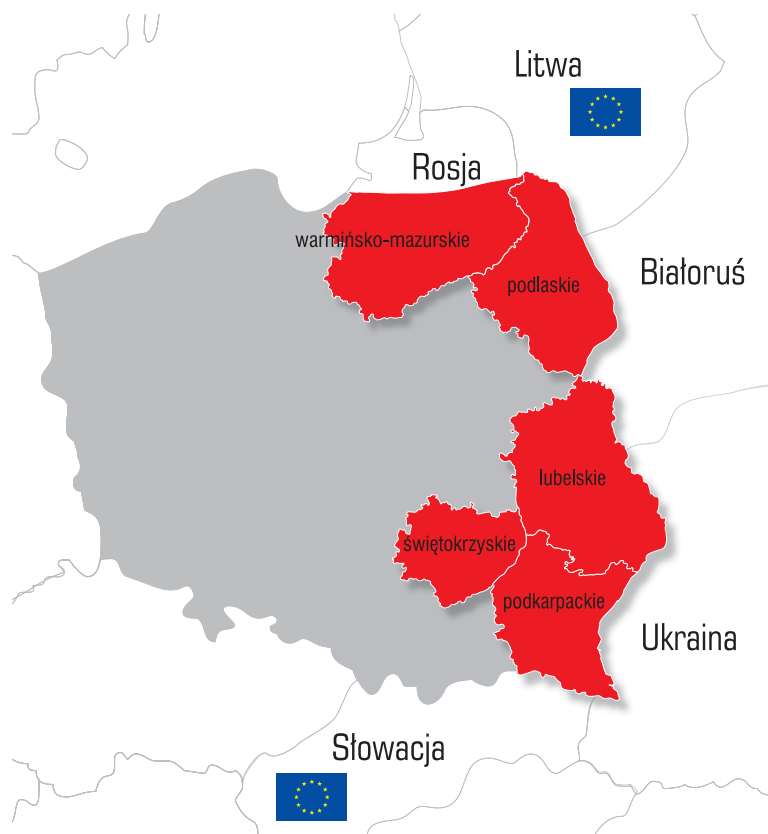 Litwa
Rosja
warmińsko-mazurskie
Białoruś
podlaskie
lubelskie
świętokrzyskie
podkarpackie
Ukraina
Słowacja